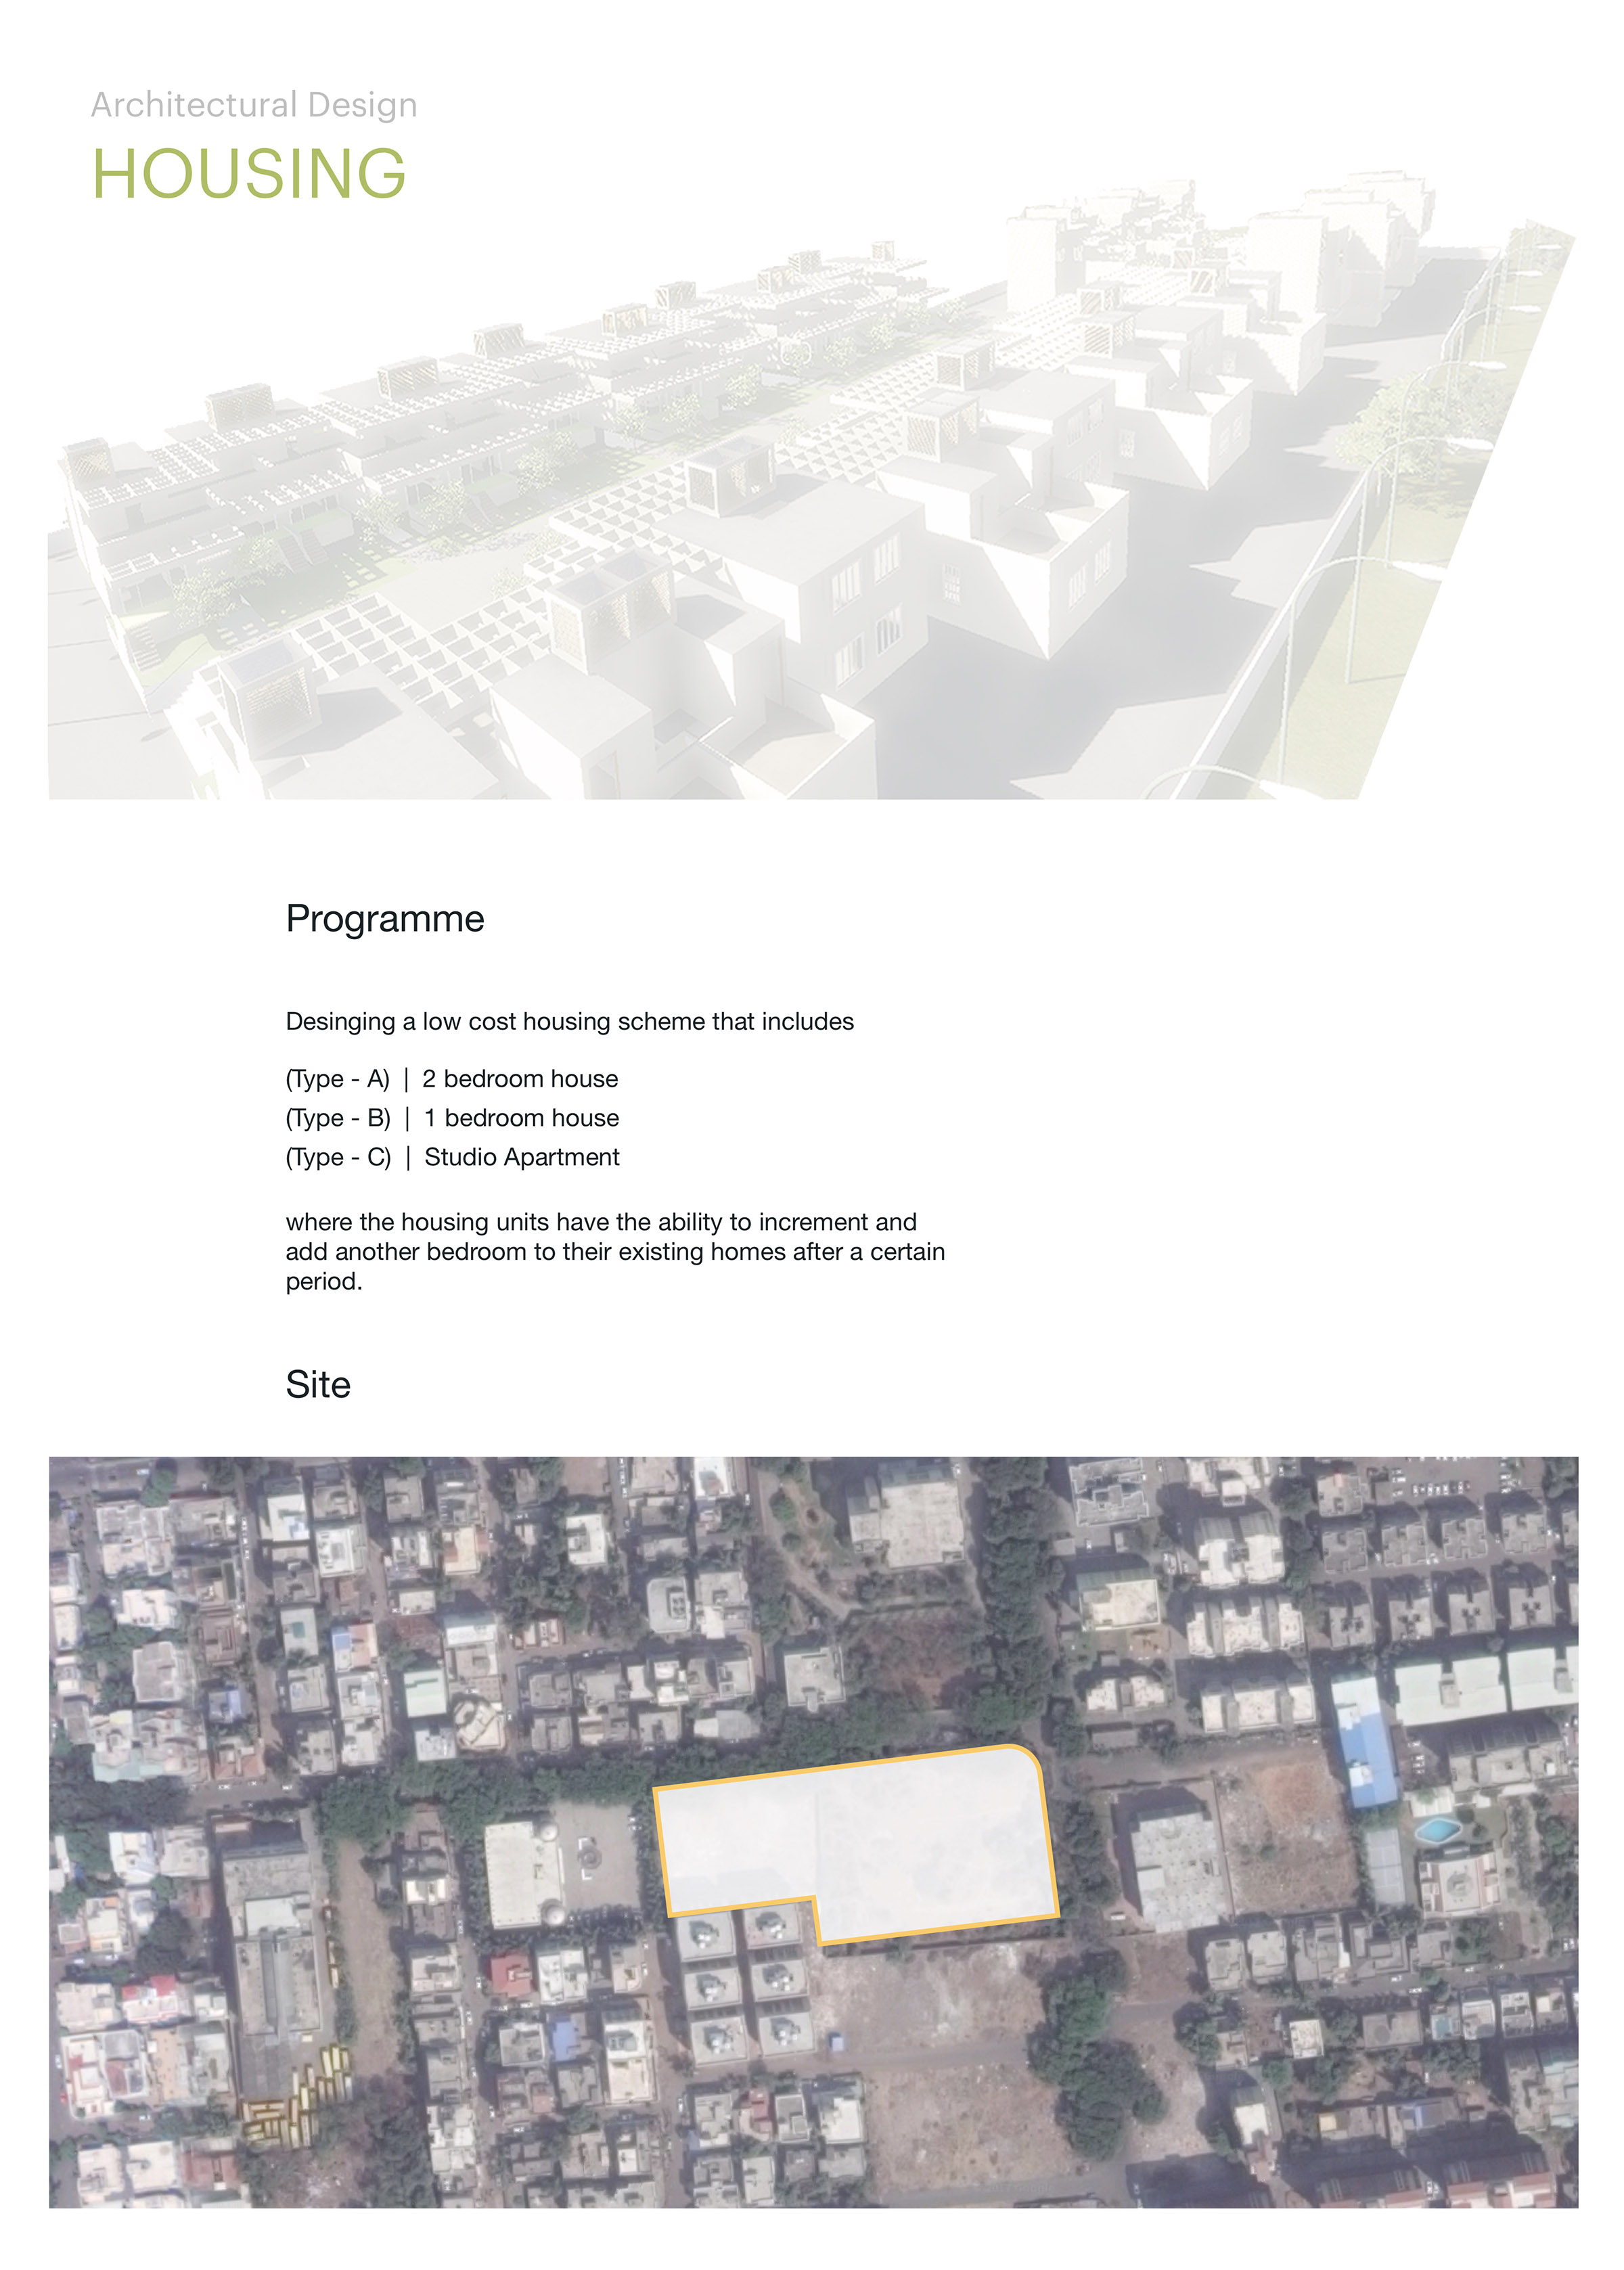 Architectural Design
HOUSING
Programme
Desinging a low cost housing scheme that includes
(Type - A) | 2 bedroom house
(Type - B) | 1 bedroom house
(Type - C) | Studio Apartment
where the housing units have the ability to increment and
add another bedroom to their existing homes after a certain
period.
Site